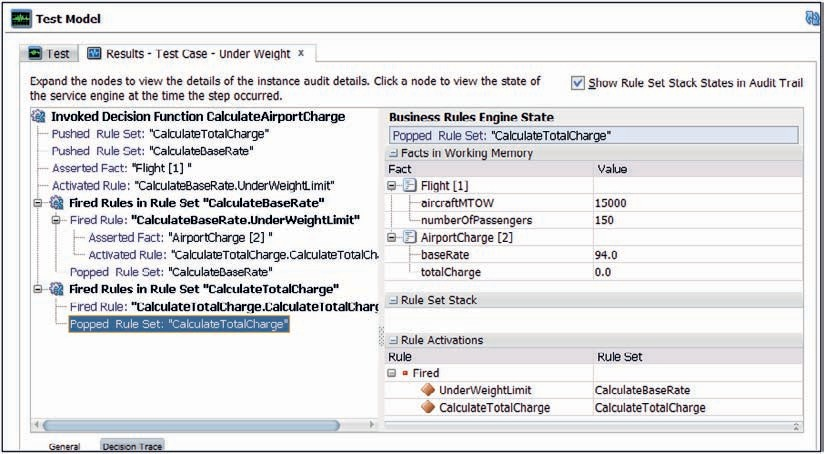 Test Model
Test
Results - Test Case - Under Weight x
Expand the nodes to view the details of the instance audit details. Click a node to view the state of
the service engine at the time the step occurred.
Show Rule Set Stack States in Audit Trail
Invoked Decision Function CalculateAirportCharge
Pushed Rule Set: "CalculateTotalCharge"
Pushed Rule Set: "CalculateBaseRate"
Asserted Fact: "Flight [1] "
Activated Rule: "CalculateBaseRate.UnderWeightLimit"
Fired Rules in Rule Set "CalculateBaseRate"
Fired Rule: "CalculateBaseRate.UnderWeightLimit"
Asserted Fact: "AirportCharge [2] "
Activated Rule: "CalculateTotalCharge.CalculateTotalCh
Popped Rule Set: "CalculateBaseRate"
Fired Rules in Rule Set "CalculateTotalCharge"
Fired Rule: "CalculateTotalCharge.CalculateTotalCharg
Popped Rule Set: "CalculateTotalCharge"
Business Rules Engine State
Popped Rule Set: "CalculateTotalCharge"
Facts in Working Memory
Fact Value
Flight [1]
aircraftMTOW 15000
numberOfPassengers 150
AirportCharge [2]
baseRate 94.0
totalCharge 0.0
Rule Set Stack
Rule Activations
Rule Rule Set
Fired
UnderWeightLimit CalculateBaseRate
CalculateTotalCharge CalculateTotalCharge
General Decision Trace